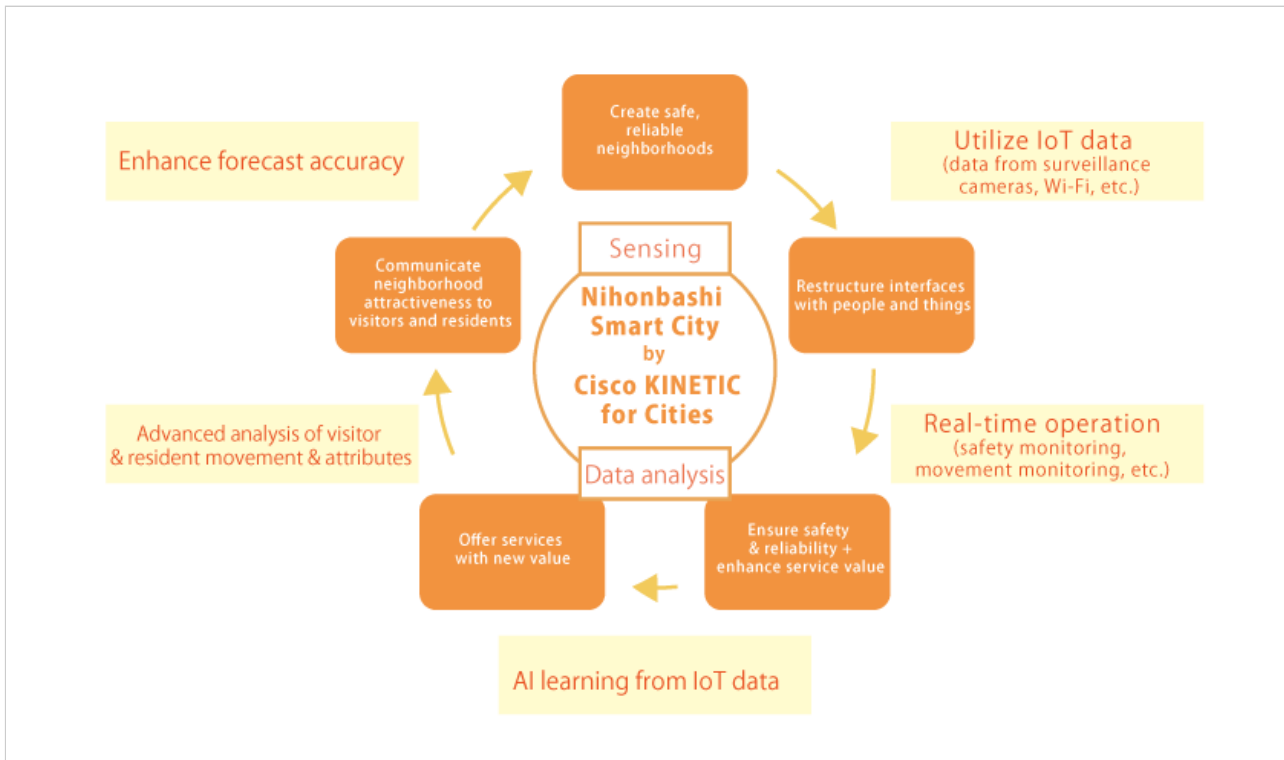 Create safe,
reliable
neighborhoods
Enhance forecast accuracy
Utilize IoT data
(data from surveillance
cameras, Wi-Fi, etc.)
Sensing
Communicate
neighborhood
attractiveness to
visitors and residents
Restructure interfaces
with people and things
Nihonbashi
Smart City
by
Cisco KINETIC
for Cities
Advanced analysis of visitor
& resident movement & attributes
Real-time operation
(safety monitoring,
movement monitoring, etc.)
Data analysis
Offer services
with new value
Ensure safety
& reliability +
enhance service value
AI learning from IoT data